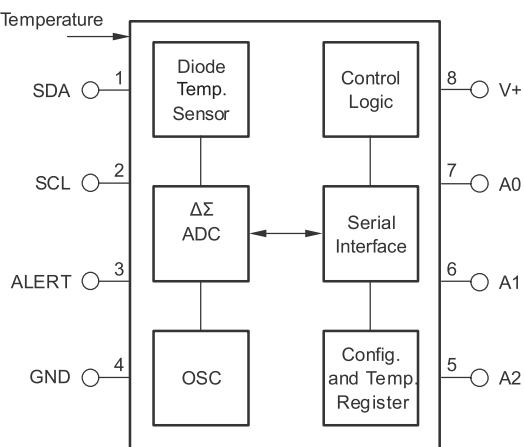 Temperature
1
SDA
2
SCL
3
ALERT
4
GND
Diode
Temp.
Sensor
ΔΣ
ADC
OSC
Control
Logic
Serial
Interface
Config.
and Temp.
Register
8
V+
7
A0
6
A1
5
A2